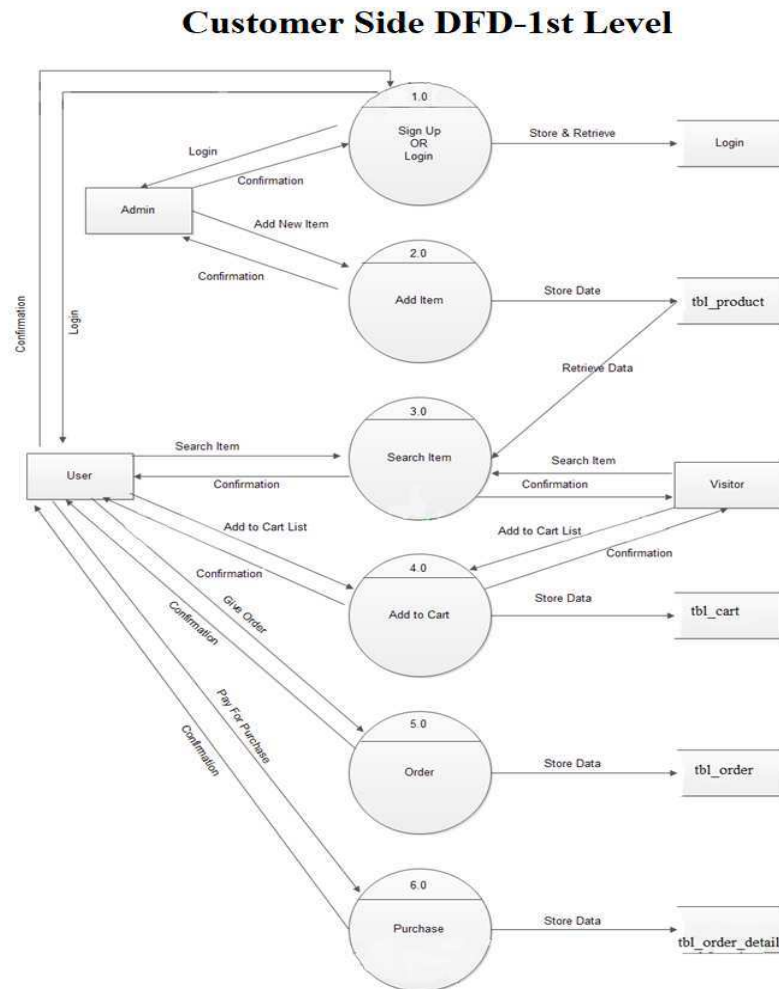 Customer Side DFD-1st Level
1.0
Sign Up
OR
Login
Store & Retrieve
Login
Login
Confirmation
Admin
Add New Item
Confirmation
2.0
Add Item
Store Date
tbl_product
Confirmation
Login
Retrieve Data
3.0
Search Item
Search Item
Confirmation
User
Search Item
Confirmation
Visitor
Add to Cart List
Confirmation
Add to Cart List
Confirmation
4.0
Add to Cart
Store Data
tbl_cart
Give Order
Confirmation
5.0
Order
Store Data
tbl_order
Pay For Purchase
Confirmation
6.0
Purchase
Store Data
tbl_order_detail